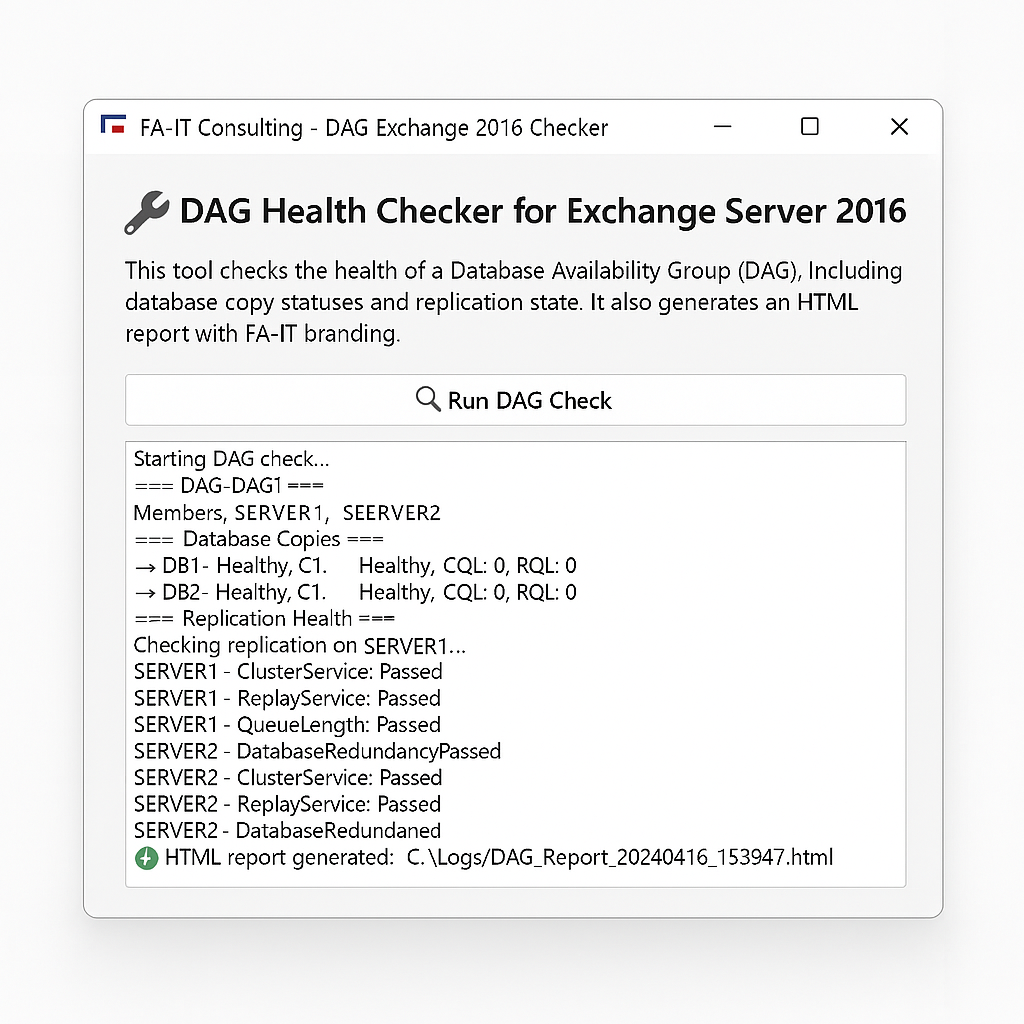 FA-IT Consulting - DAG Exchange 2016 Checker
DAG Health Checker for Exchange Server 2016
This tool checks the health of a Database Availability Group (DAG), Including
database copy statuses and replication state. It also generates an HTML
report with FA-IT branding.
Run DAG Check
Starting DAG check...
=== DAG-DAG1 ===
Members, SERVER1, SEERVER2
=== Database Copies ===
→ DB1- Healthy, C1. Healthy, CQL: 0, RQL: 0
→ DB2- Healthy, C1. Healthy, CQL: 0, RQL: 0
=== Replication Health ===
Checking replication on SERVER1...
SERVER1 - ClusterService: Passed
SERVER1 - ReplayService: Passed
SERVER1 - QueueLength: Passed
SERVER2 - DatabaseRedundancyPassed
SERVER2 - ClusterService: Passed
SERVER2 - ReplayService: Passed
SERVER2 - DatabaseRedundaned
HTML report generated: C.\Logs/DAG_Report_20240416_153947.html